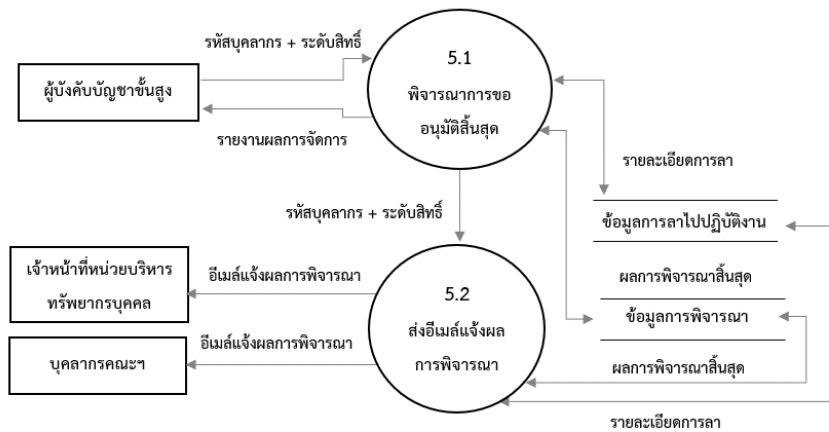 รหัสบุคลากร + ระดับสิทธิ์
5.1
พิจารณาการขอ
อนุมัติสิ้นสุด
ผู้บังคับบัญชาขั้นสูง
รายงานผลการจัดการ
รายละเอียดการลา
รหัสบุคลากร + ระดับสิทธิ์
ข้อมูลการลาไปปฏิบัติงาน
เจ้าหน้าที่หน่วยบริหาร
ทรัพยากรบุคคล
อีเมล์แจ้งผลการพิจารณา
5.2
ส่งอีเมล์แจ้งผล
การพิจารณา
ผลการพิจารณาสิ้นสุด
ข้อมูลการพิจารณา
อีเมล์แจ้งผลการพิจารณา
บุคลากรคณะฯ
ผลการพิจารณาสิ้นสุด
รายละเอียดการลา